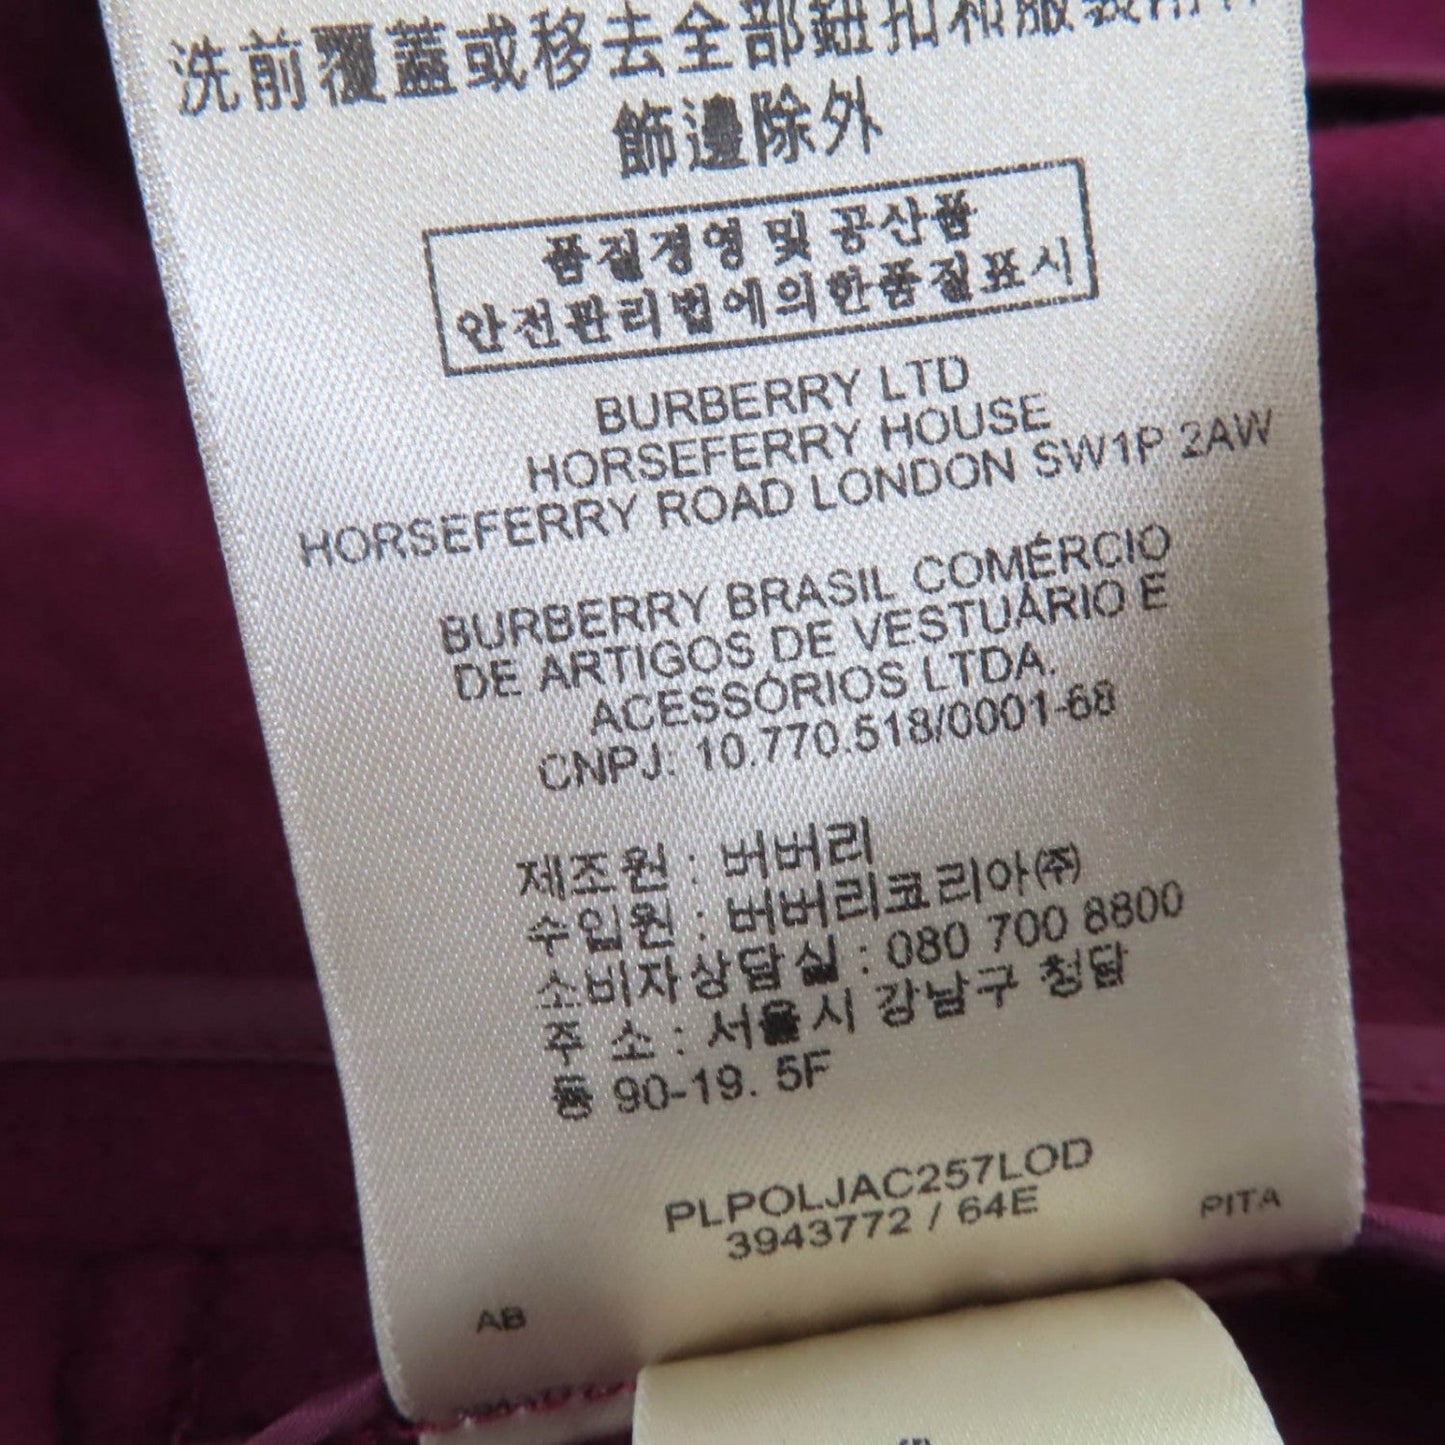 洗前覆蓋或移去全部鈕扣和服裝
飾邊除外
품질경영 및 공산품
안전관리법에의한품질표시
BURBERRY LTD
HORSEFERRY HOUSE
HORSEFERRY ROAD LONDON SW1P 2AW
BURBERRY BRASIL COMÉRCIO
DE ARTIGOS DE VESTUÁRIO E
ACESSÓRIOS LTDA.
CNPJ: 10.770.518/0001-68
제조원 : 버버리
수입원 : 버버리코리아(주)
소비자상담실 : 080 700 8800
주 소 : 서울시 강남구 청담
동 90-19. 5F
PLPOLJAC257LOD
3943772 / 64E
PITA
AB